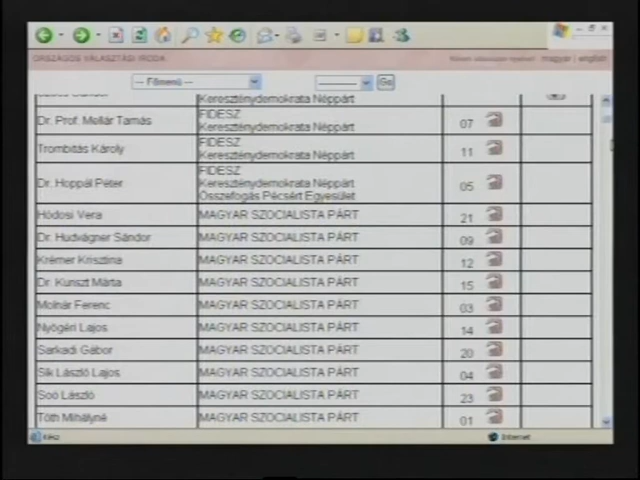 ORSZÁGOS VÁLASZTÁSI IRODA
magyar | english
-- Főmenü --
Go
Kereszténydemokrata Néppárt
Dr. Prof. Mellár Tamás
FIDESZ
Kereszténydemokrata Néppárt
07
Trombitás Károly
FIDESZ
Kereszténydemokrata Néppárt
11
Dr. Hoppál Péter
FIDESZ
Kereszténydemokrata Néppárt
Összefogás Pécsért Egyesület
05
Hódosi Vera
MAGYAR SZOCIALISTA PÁRT
21
Dr. Hudvágner Sándor
MAGYAR SZOCIALISTA PÁRT
09
Krémer Krisztina
MAGYAR SZOCIALISTA PÁRT
12
Dr. Kunszt Márta
MAGYAR SZOCIALISTA PÁRT
15
Molnár Ferenc
MAGYAR SZOCIALISTA PÁRT
03
Nyőgéri Lajos
MAGYAR SZOCIALISTA PÁRT
14
Sarkadi Gábor
MAGYAR SZOCIALISTA PÁRT
20
Sik László Lajos
MAGYAR SZOCIALISTA PÁRT
04
Soó László
MAGYAR SZOCIALISTA PÁRT
23
Tóth Mihályné
MAGYAR SZOCIALISTA PÁRT
01
Kész
Internet